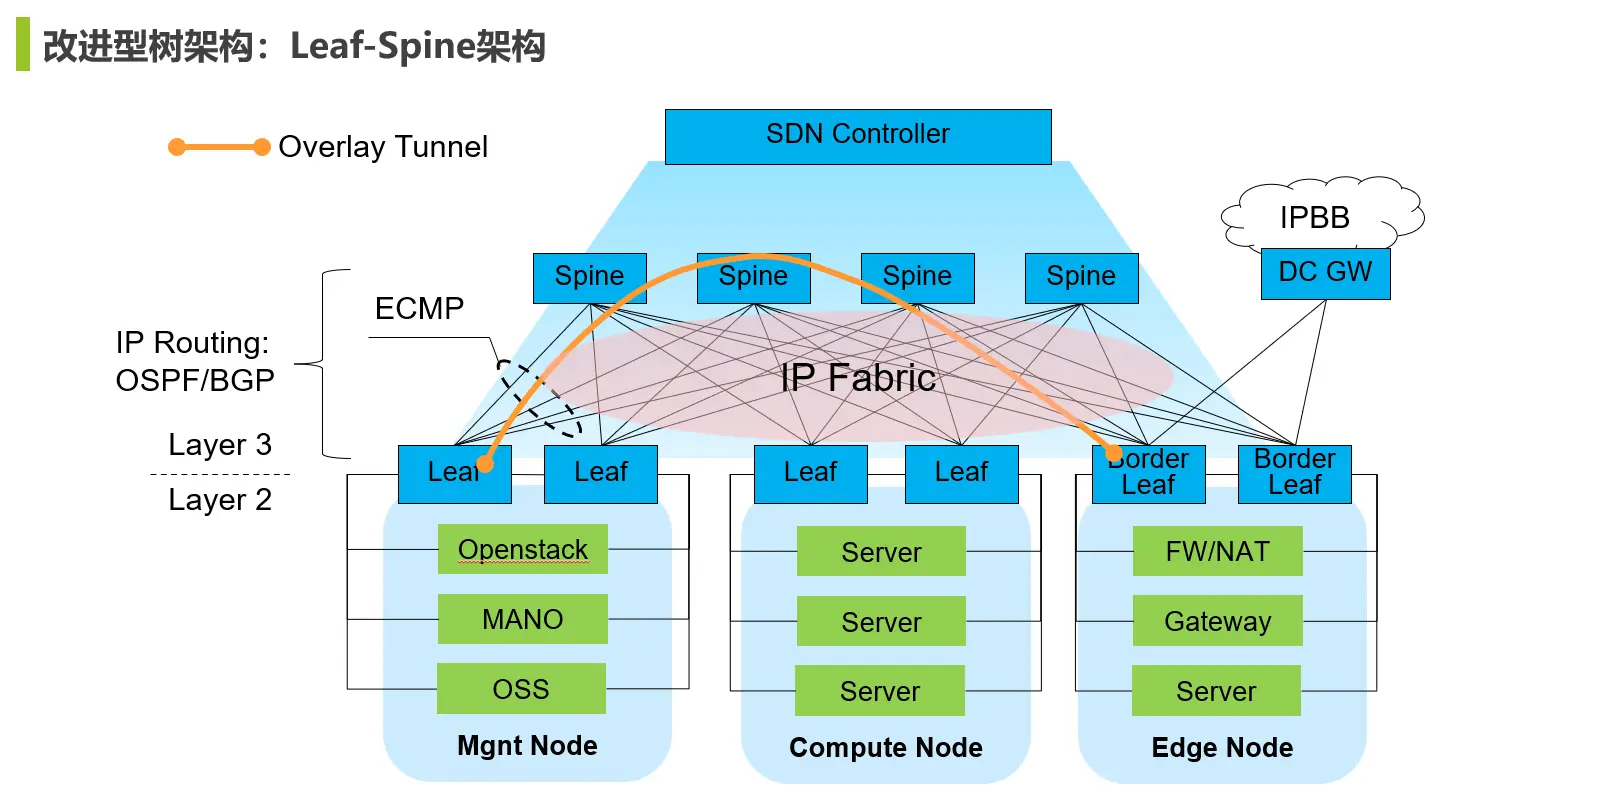 改进型树架构：Leaf-Spine架构
SDN Controller
Overlay Tunnel
IPBB
DC GW
Spine
Spine
Spine
Spine
ECMP
IP Routing:
OSPF/BGP
IP Fabric
Layer 3
Layer 2
Leaf
Leaf
Leaf
Leaf
Border
Leaf
Border
Leaf
Openstack
MANO
OSS
Mgnt Node
Server
Server
Server
Compute Node
FW/NAT
Gateway
Server
Edge Node